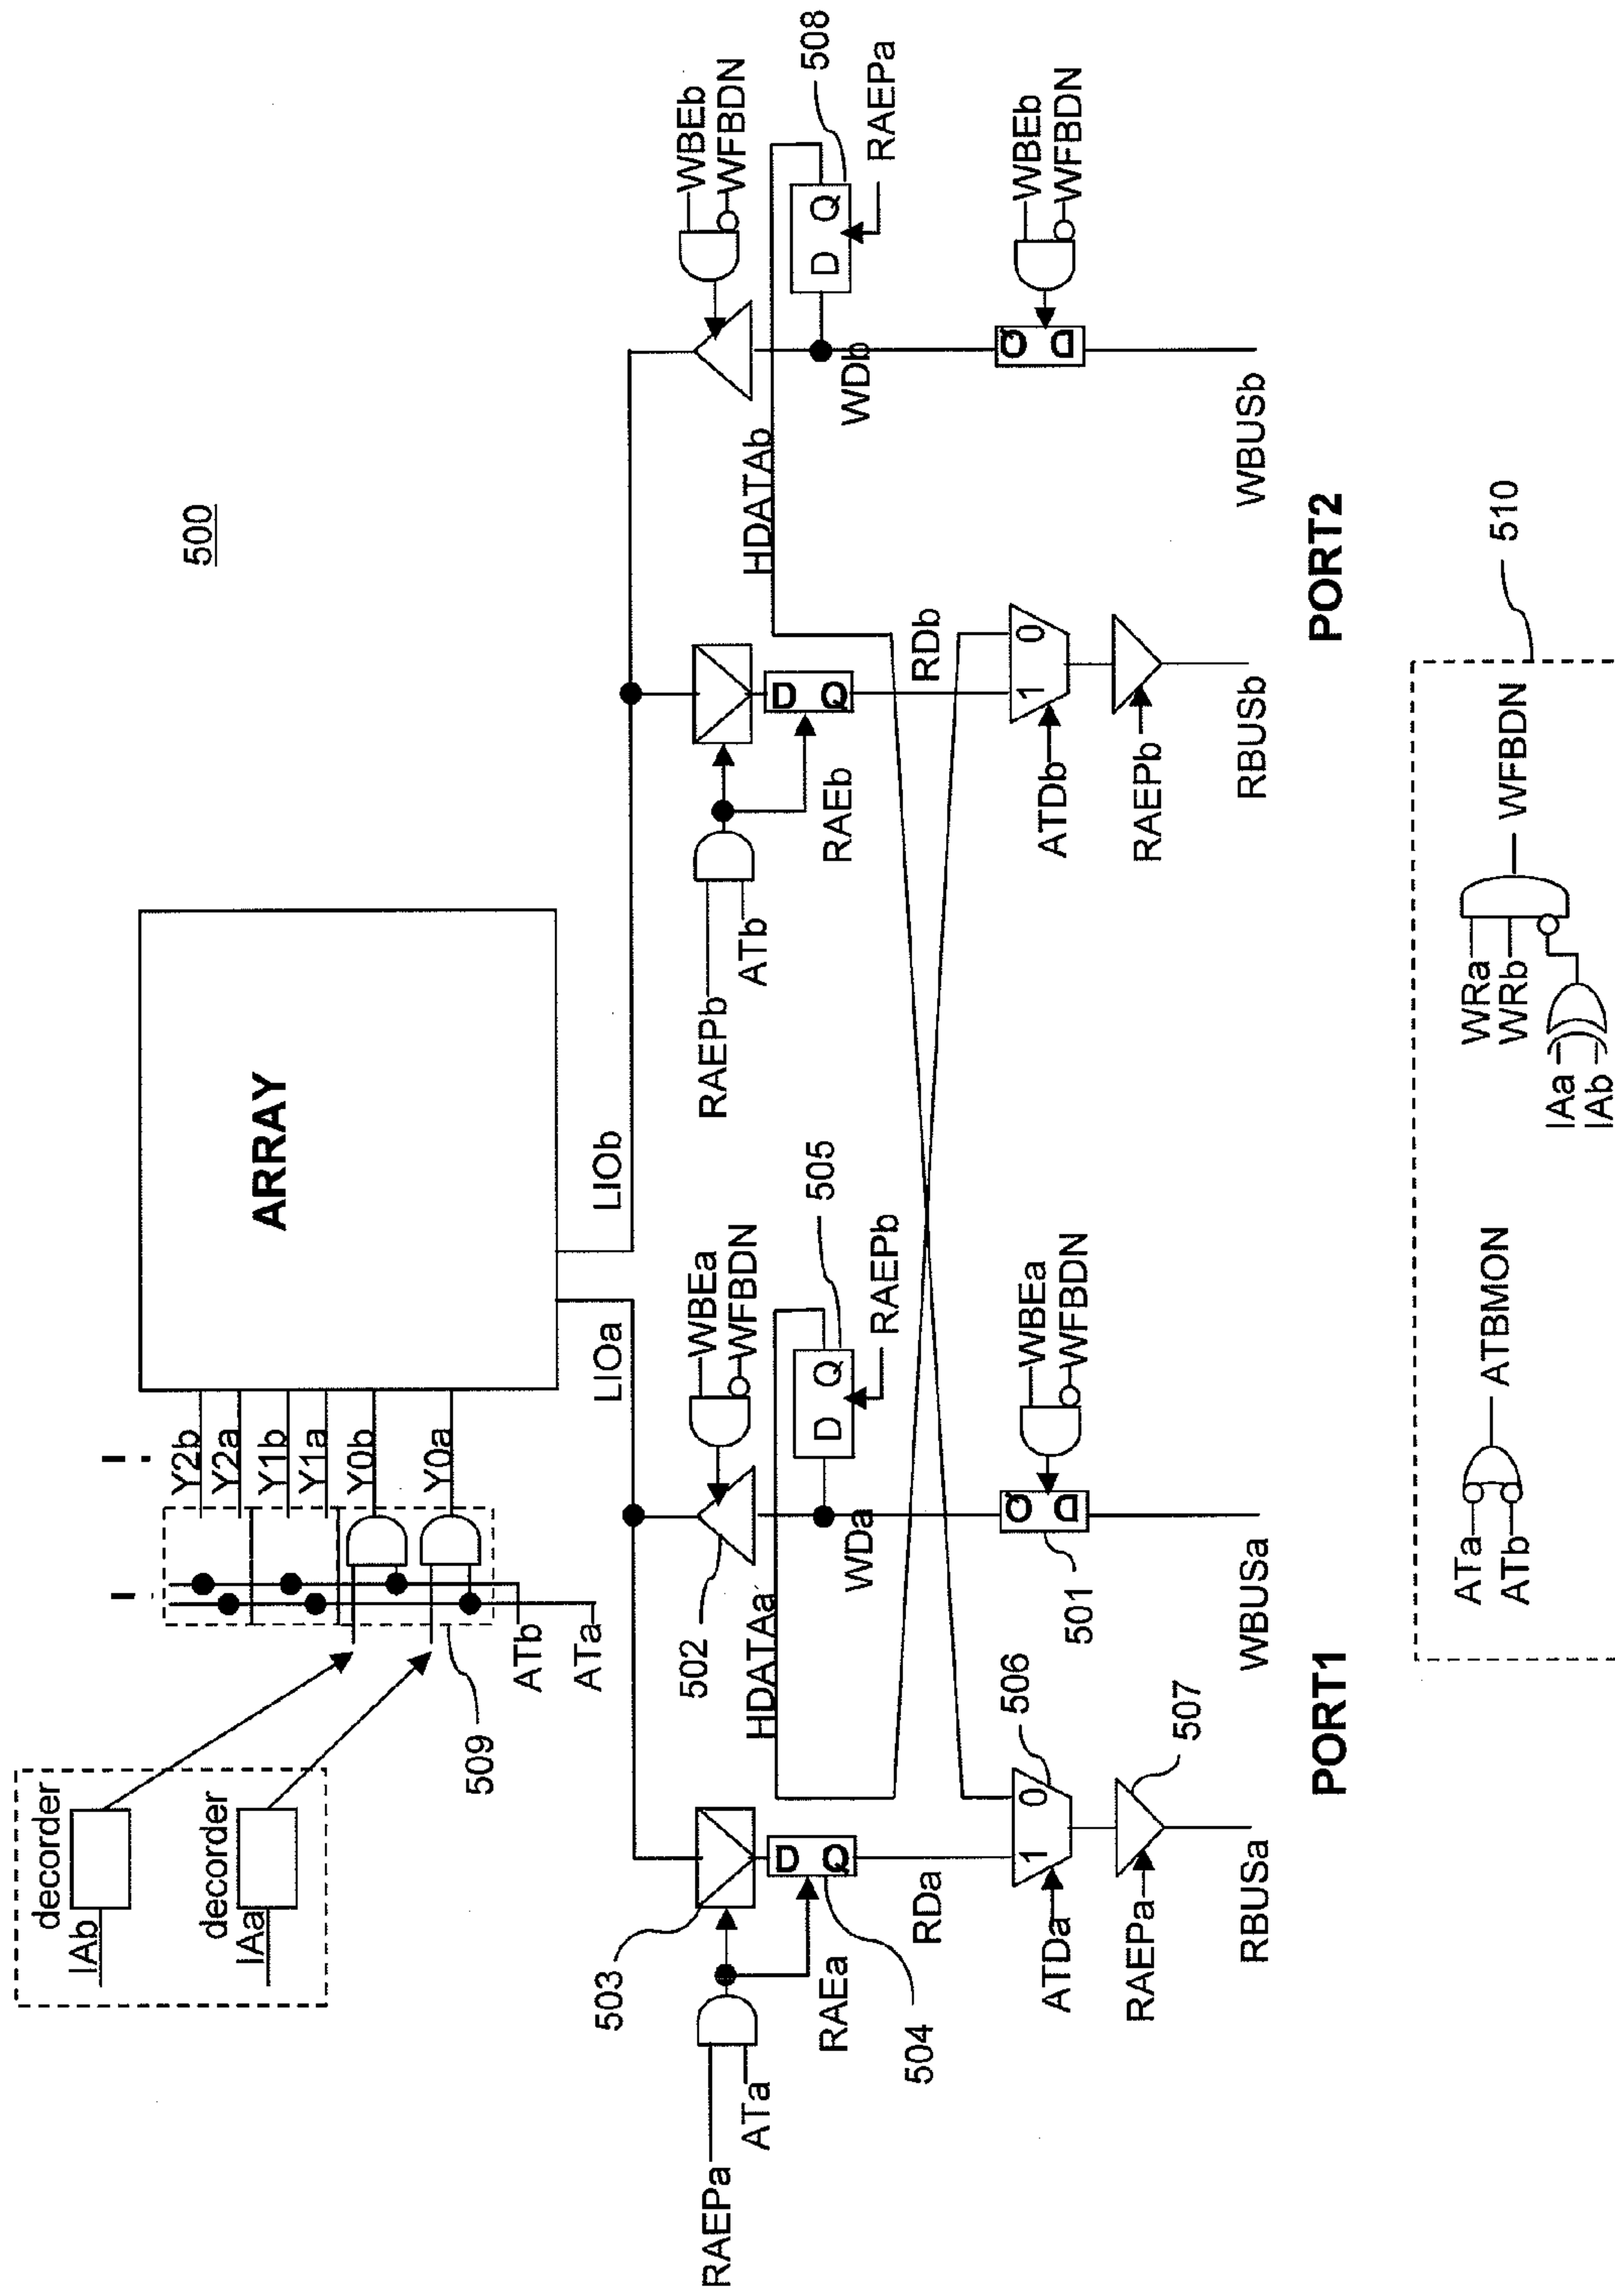 500
decorder
IAb
decorder
IAa
509
ATb
ATa
Y2b
Y2a
Y1b
Y1a
Y0b
Y0a
ARRAY
LIOa
LIOb
RAEPa
ATa
503
RAEa
504
D Q
RDa
502
WBEa
WFBDN
HDATAa
505
D Q
RAEPb
WDa
WBEa
WFBDN
Q D
501
WBUSa
1 0
506
ATDa
RAEPa
507
RBUSa
PORT1
RAEPb
ATb
RAEb
D Q
RDb
WBEb
WFBDN
HDATAb
508
D Q
RAEPa
WDb
WBEb
WFBDN
Q D
WBUSb
1 0
ATDb
RAEPb
RBUSb
PORT2
510
ATa
ATb
ATBMON
WRa
WRb
IAa
IAb
WFBDN